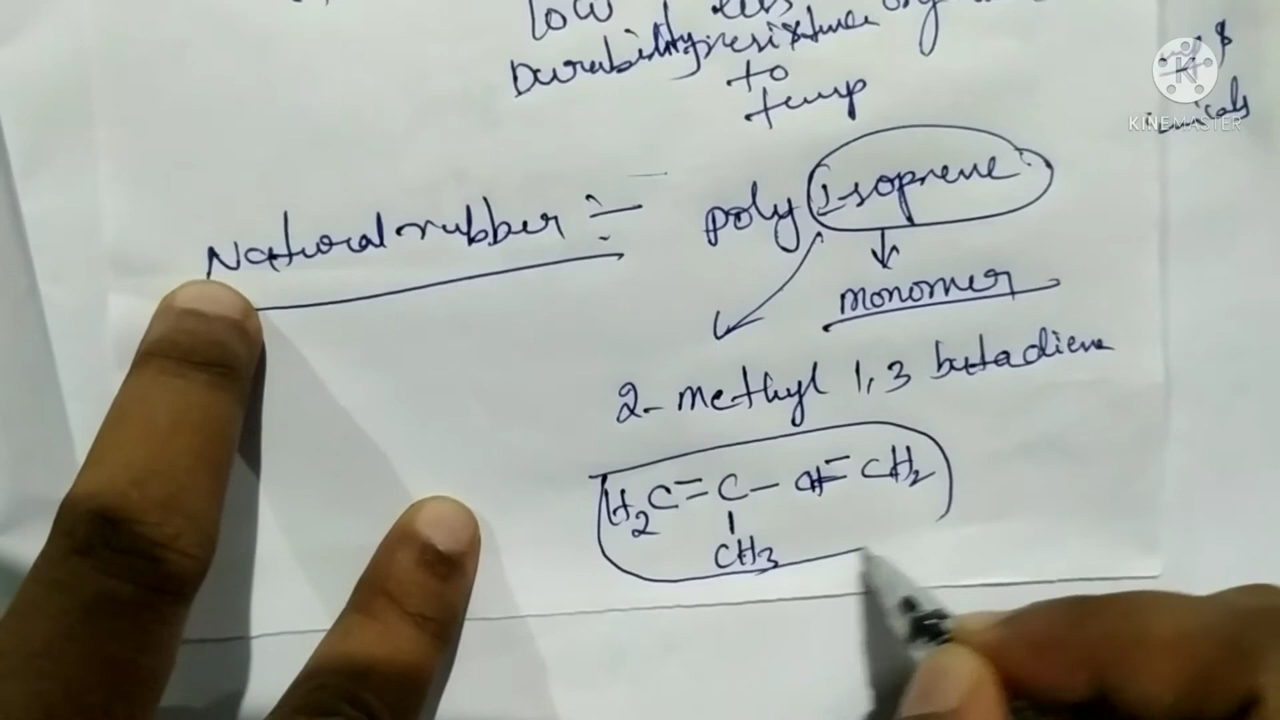 low
Durability, resistance
to
temp
KINEMASTER
Natural rubber :- poly isoprene
monomer
2- methyl 1,3 butadiene
H2C=C-CH=CH2
CH3